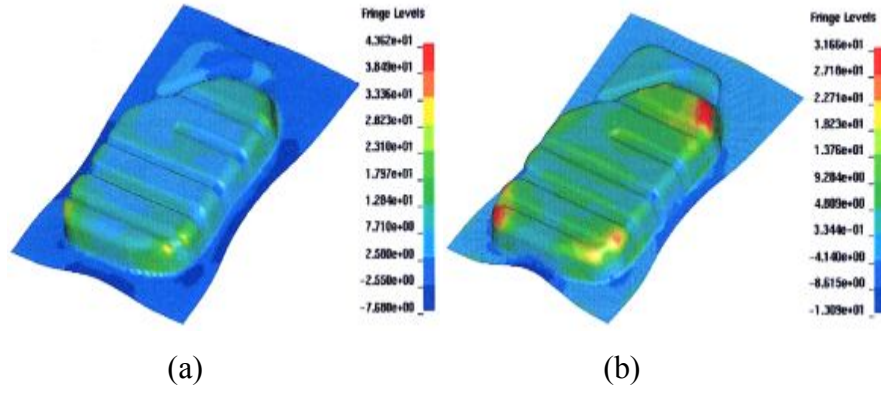 Fringe Levels
4.362e+01
3.849e+01
3.336e+01
2.823e+01
2.310e+01
1.797e+01
1.284e+01
7.710e+00
2.580e+00
-2.550e+00
-7.680e+00
Fringe Levels
3.166e+01
2.718e+01
2.271e+01
1.823e+01
1.376e+01
9.284e+00
4.809e+00
3.344e-01
-4.140e+00
-8.615e+00
-1.309e+01
(a)
(b)